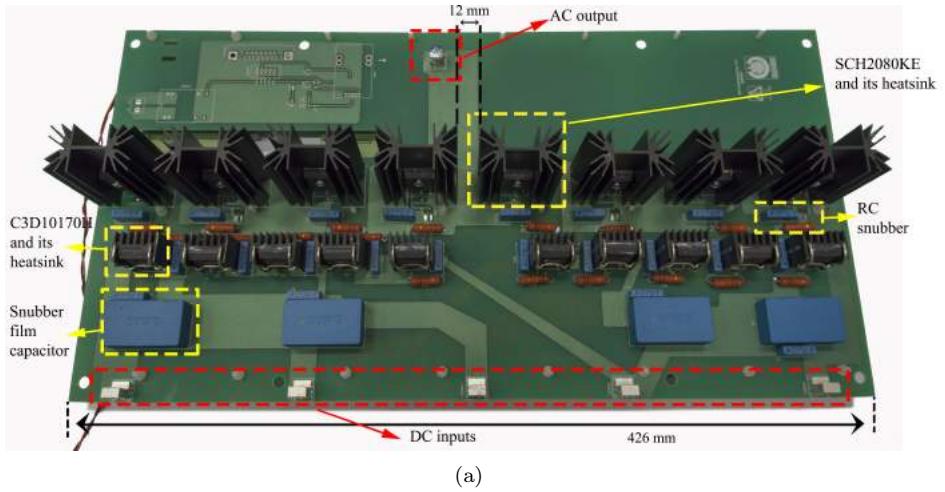 12 mm
AC output
SCH2080KE
and its heatsink
C3D10170H
and its
heatsink
RC
snubber
Snubber
film
capacitor
DC inputs
426 mm
(a)